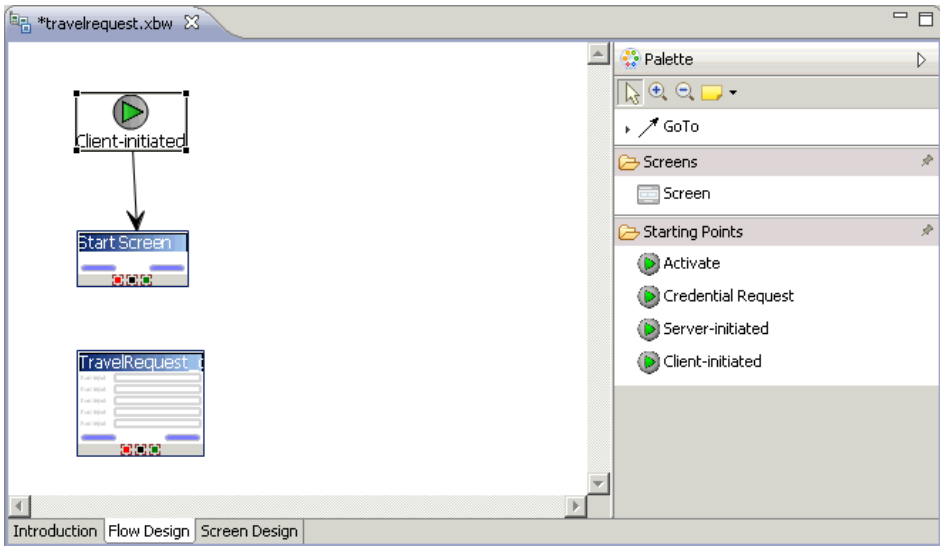 *travelrequest.xbw
Palette
GoTo
Screens
Screen
Starting Points
Activate
Credential Request
Server-initiated
Client-initiated
Client-initiated
Start Screen
TravelRequest_
Introduction
Flow Design
Screen Design